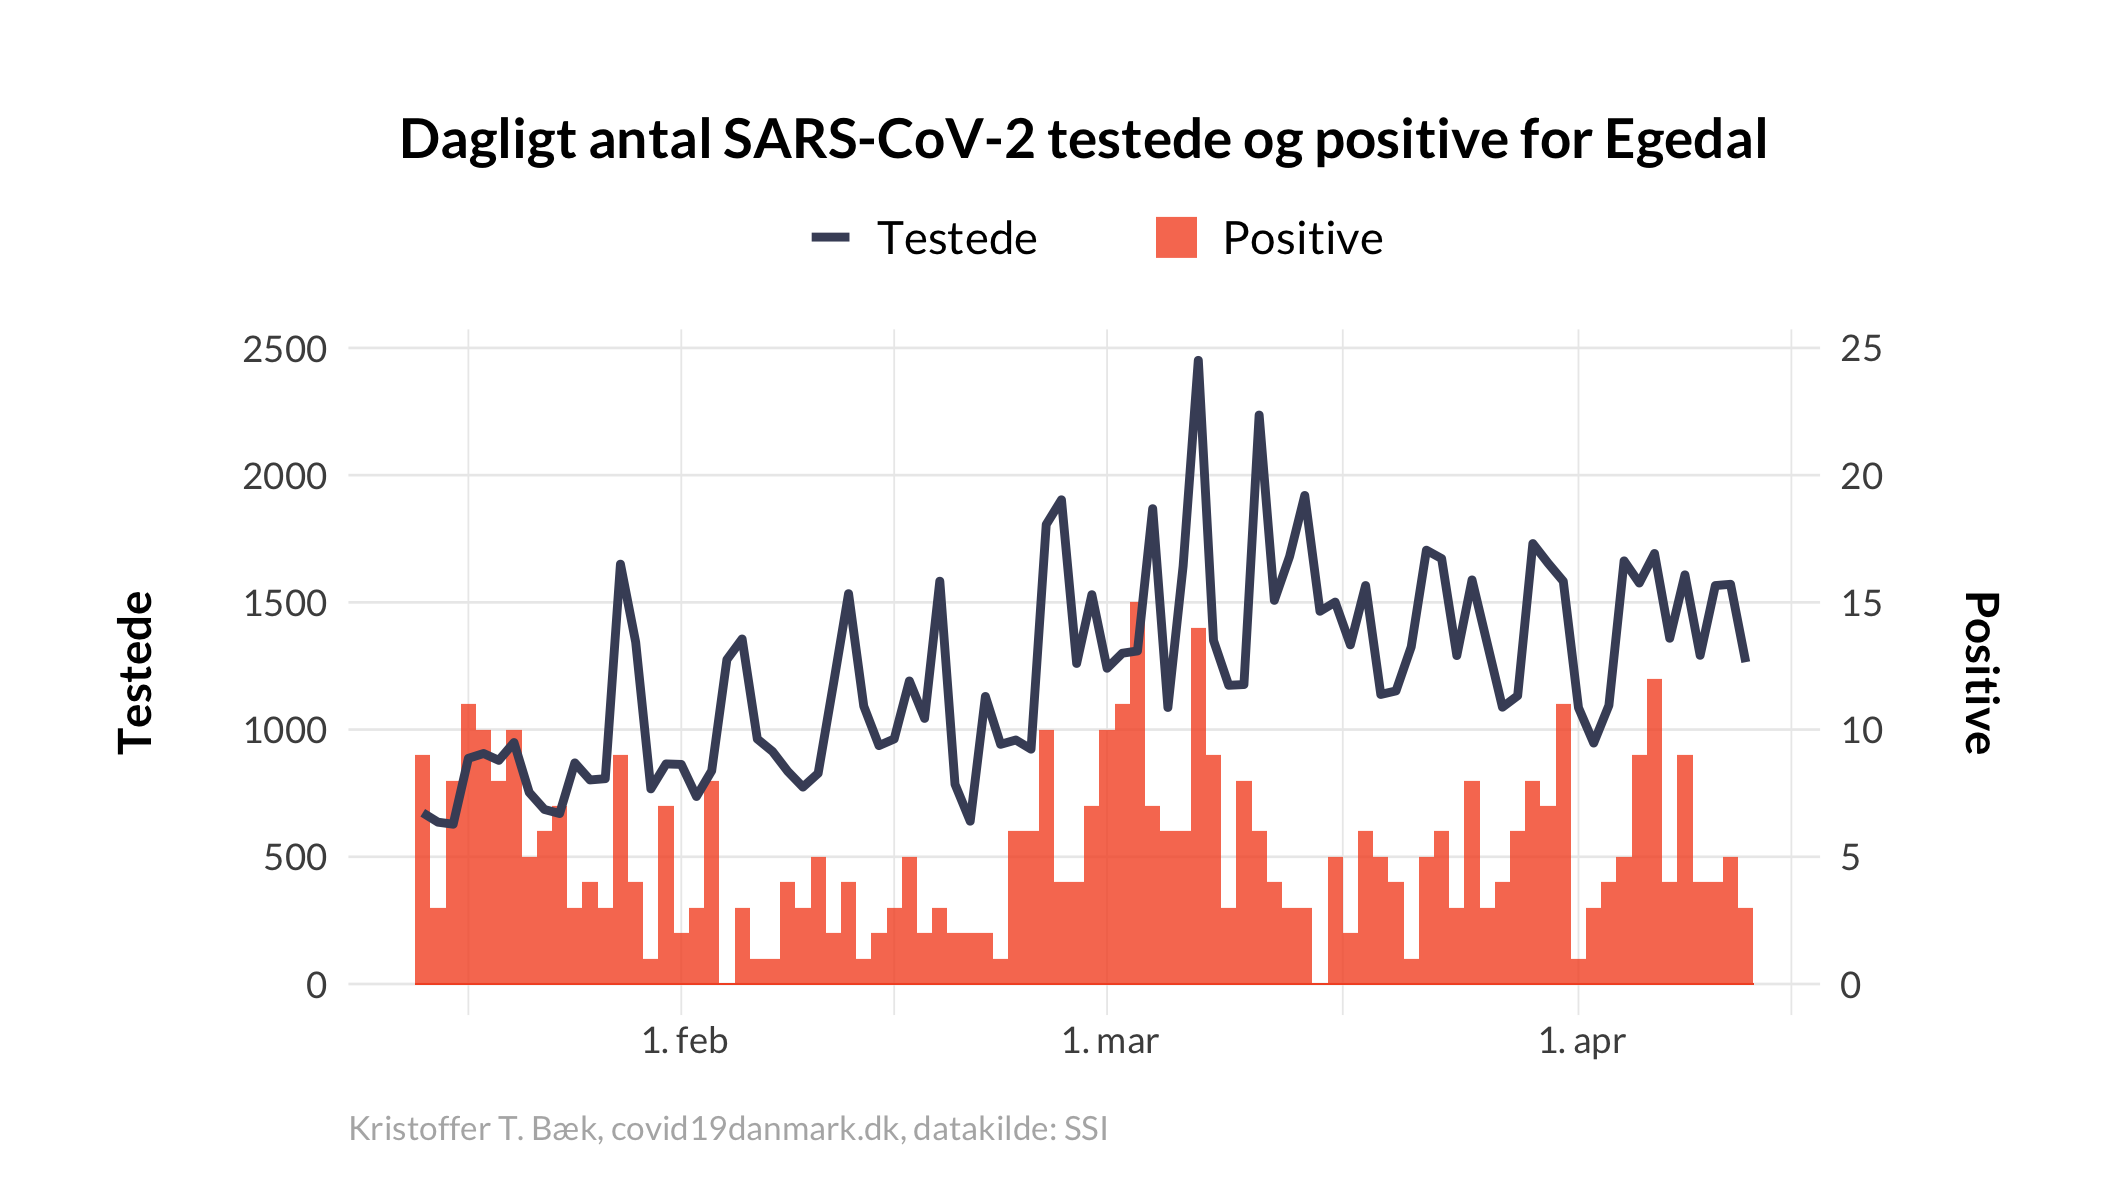 Dagligt antal SARS-CoV-2 testede og positive for Egedal
Testede Positive
2500 25
2000 20
1500 15
1000 10
500 5
0 0
Testede
Positive
1. feb 1. mar 1. apr
Kristoffer T. Bæk, covid19danmark.dk, datakilde: SSI